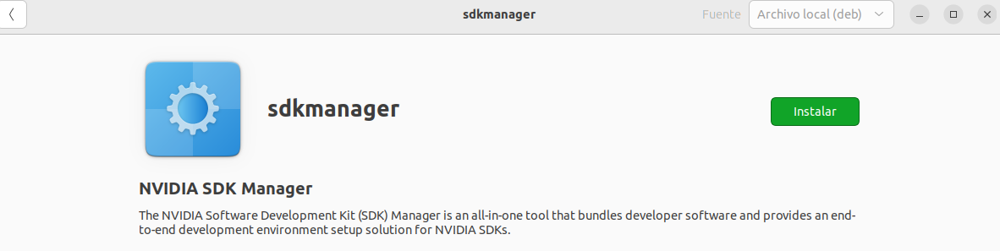 sdkmanager
Fuente
Archivo local (deb)
sdkmanager
Instalar
NVIDIA SDK Manager
The NVIDIA Software Development Kit (SDK) Manager is an all-in-one tool that bundles developer software and provides an end-
to-end development environment setup solution for NVIDIA SDKs.